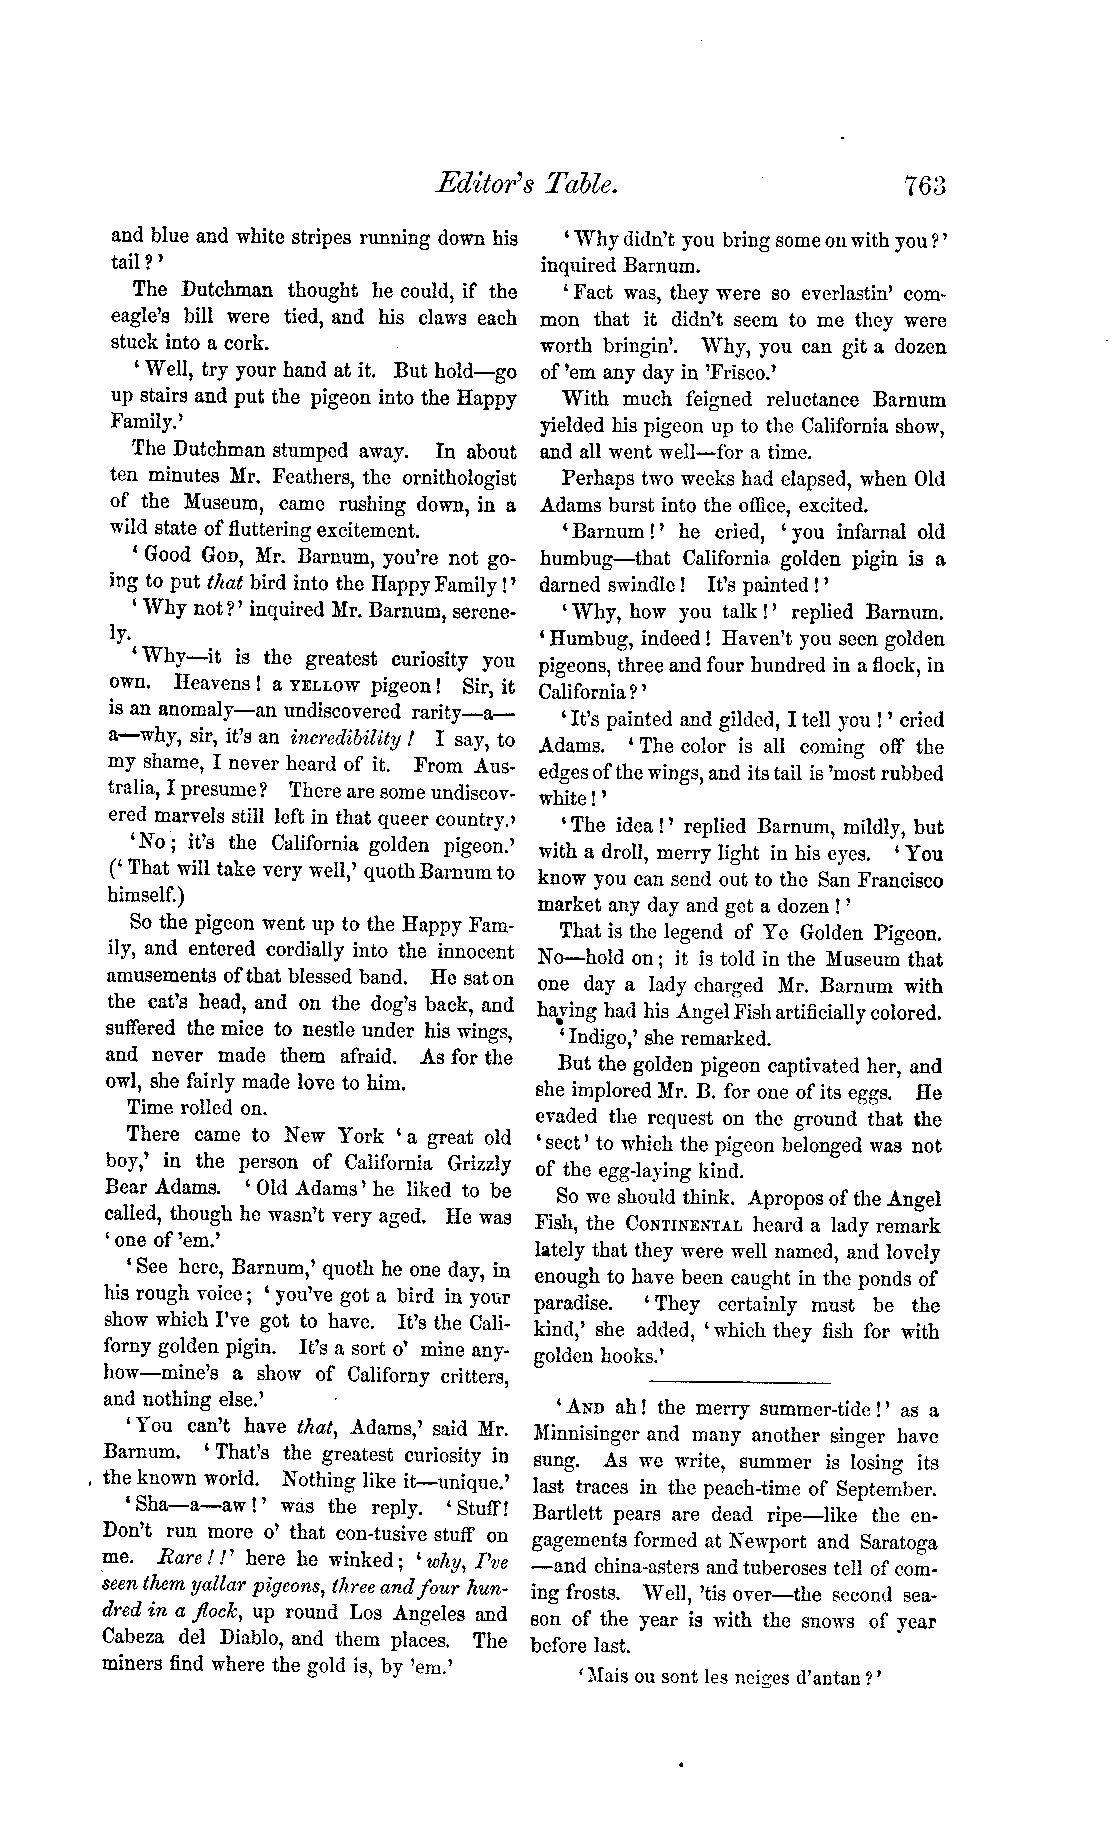 Editor's Table. 763
and blue and white stripes running down his
tail?'
The Dutchman thought he could, if the
eagle's bill were tied, and his claws each
stuck into a cork.
'Well, try your hand at it. But hold—go
up stairs and put the pigeon into the Happy
Family.'
The Dutchman stumped away. In about
ten minutes Mr. Feathers, the ornithologist
of the Museum, came rushing down, in a
wild state of fluttering excitement.
'Good GOD, Mr. Barnum, you're not go-
ing to put that bird into the Happy Family!'
'Why not?' inquired Mr. Barnum, serene-
ly.
'Why—it is the greatest curiosity you
own. Heavens! a YELLOW pigeon! Sir, it
is an anomaly—an undiscovered rarity—a—
a—why, sir, it's an incredibility! I say, to
my shame, I never heard of it. From Aus-
tralia, I presume? There are some undiscov-
ered marvels still left in that queer country.'
'No; it's the California golden pigeon.'
('That will take very well,' quoth Barnum to
himself.)
So the pigeon went up to the Happy Fam-
ily, and entered cordially into the innocent
amusements of that blessed band. He sat on
the cat's head, and on the dog's back, and
suffered the mice to nestle under his wings,
and never made them afraid. As for the
owl, she fairly made love to him.
Time rolled on.
There came to New York 'a great old
boy,' in the person of California Grizzly
Bear Adams. 'Old Adams' he liked to be
called, though he wasn't very aged. He was
'one of 'em.'
'See here, Barnum,' quoth he one day, in
his rough voice; 'you've got a bird in your
show which I've got to have. It's the Cali-
forny golden pigin. It's a sort o' mine any-
how—mine's a show of Californy critters,
and nothing else.'
'You can't have that, Adams,' said Mr.
Barnum. 'That's the greatest curiosity in
the known world. Nothing like it—unique.'
'Sha—a—aw!' was the reply. 'Stuff!
Don't run more o' that con-tusive stuff on
me. Rare!!' here he winked; 'why, I've
seen them yallar pigeons, three and four hun-
dred in a flock, up round Los Angeles and
Cabeza del Diablo, and them places. The
miners find where the gold is, by 'em.'
'Why didn't you bring some on with you?'
inquired Barnum.
'Fact was, they were so everlastin' com-
mon that it didn't seem to me they were
worth bringin'. Why, you can git a dozen
of 'em any day in 'Frisco.'
With much feigned reluctance Barnum
yielded his pigeon up to the California show,
and all went well—for a time.
Perhaps two weeks had elapsed, when Old
Adams burst into the office, excited.
'Barnum!' he cried, 'you infarnal old
humbug—that California golden pigin is a
darned swindle! It's painted!'
'Why, how you talk!' replied Barnum.
'Humbug, indeed! Haven't you seen golden
pigeons, three and four hundred in a flock, in
California?'
'It's painted and gilded, I tell you!' cried
Adams. 'The color is all coming off the
edges of the wings, and its tail is 'most rubbed
white!'
'The idea!' replied Barnum, mildly, but
with a droll, merry light in his eyes. 'You
know you can send out to the San Francisco
market any day and get a dozen!'
That is the legend of Ye Golden Pigeon.
No—hold on; it is told in the Museum that
one day a lady charged Mr. Barnum with
having had his Angel Fish artificially colored.
'Indigo,' she remarked.
But the golden pigeon captivated her, and
she implored Mr. B. for one of its eggs. He
evaded the request on the ground that the
'sect' to which the pigeon belonged was not
of the egg-laying kind.
So we should think. Apropos of the Angel
Fish, the CONTINENTAL heard a lady remark
lately that they were well named, and lovely
enough to have been caught in the ponds of
paradise. 'They certainly must be the
kind,' she added, 'which they fish for with
golden hooks.'
'AND ah! the merry summer-tide!' as a
Minnisinger and many another singer have
sung. As we write, summer is losing its
last traces in the peach-time of September.
Bartlett pears are dead ripe—like the en-
gagements formed at Newport and Saratoga
—and china-asters and tuberoses tell of com-
ing frosts. Well, 'tis over—the second sea-
son of the year is with the snows of year
before last.
'Mais ou sont les neiges d'antan?'